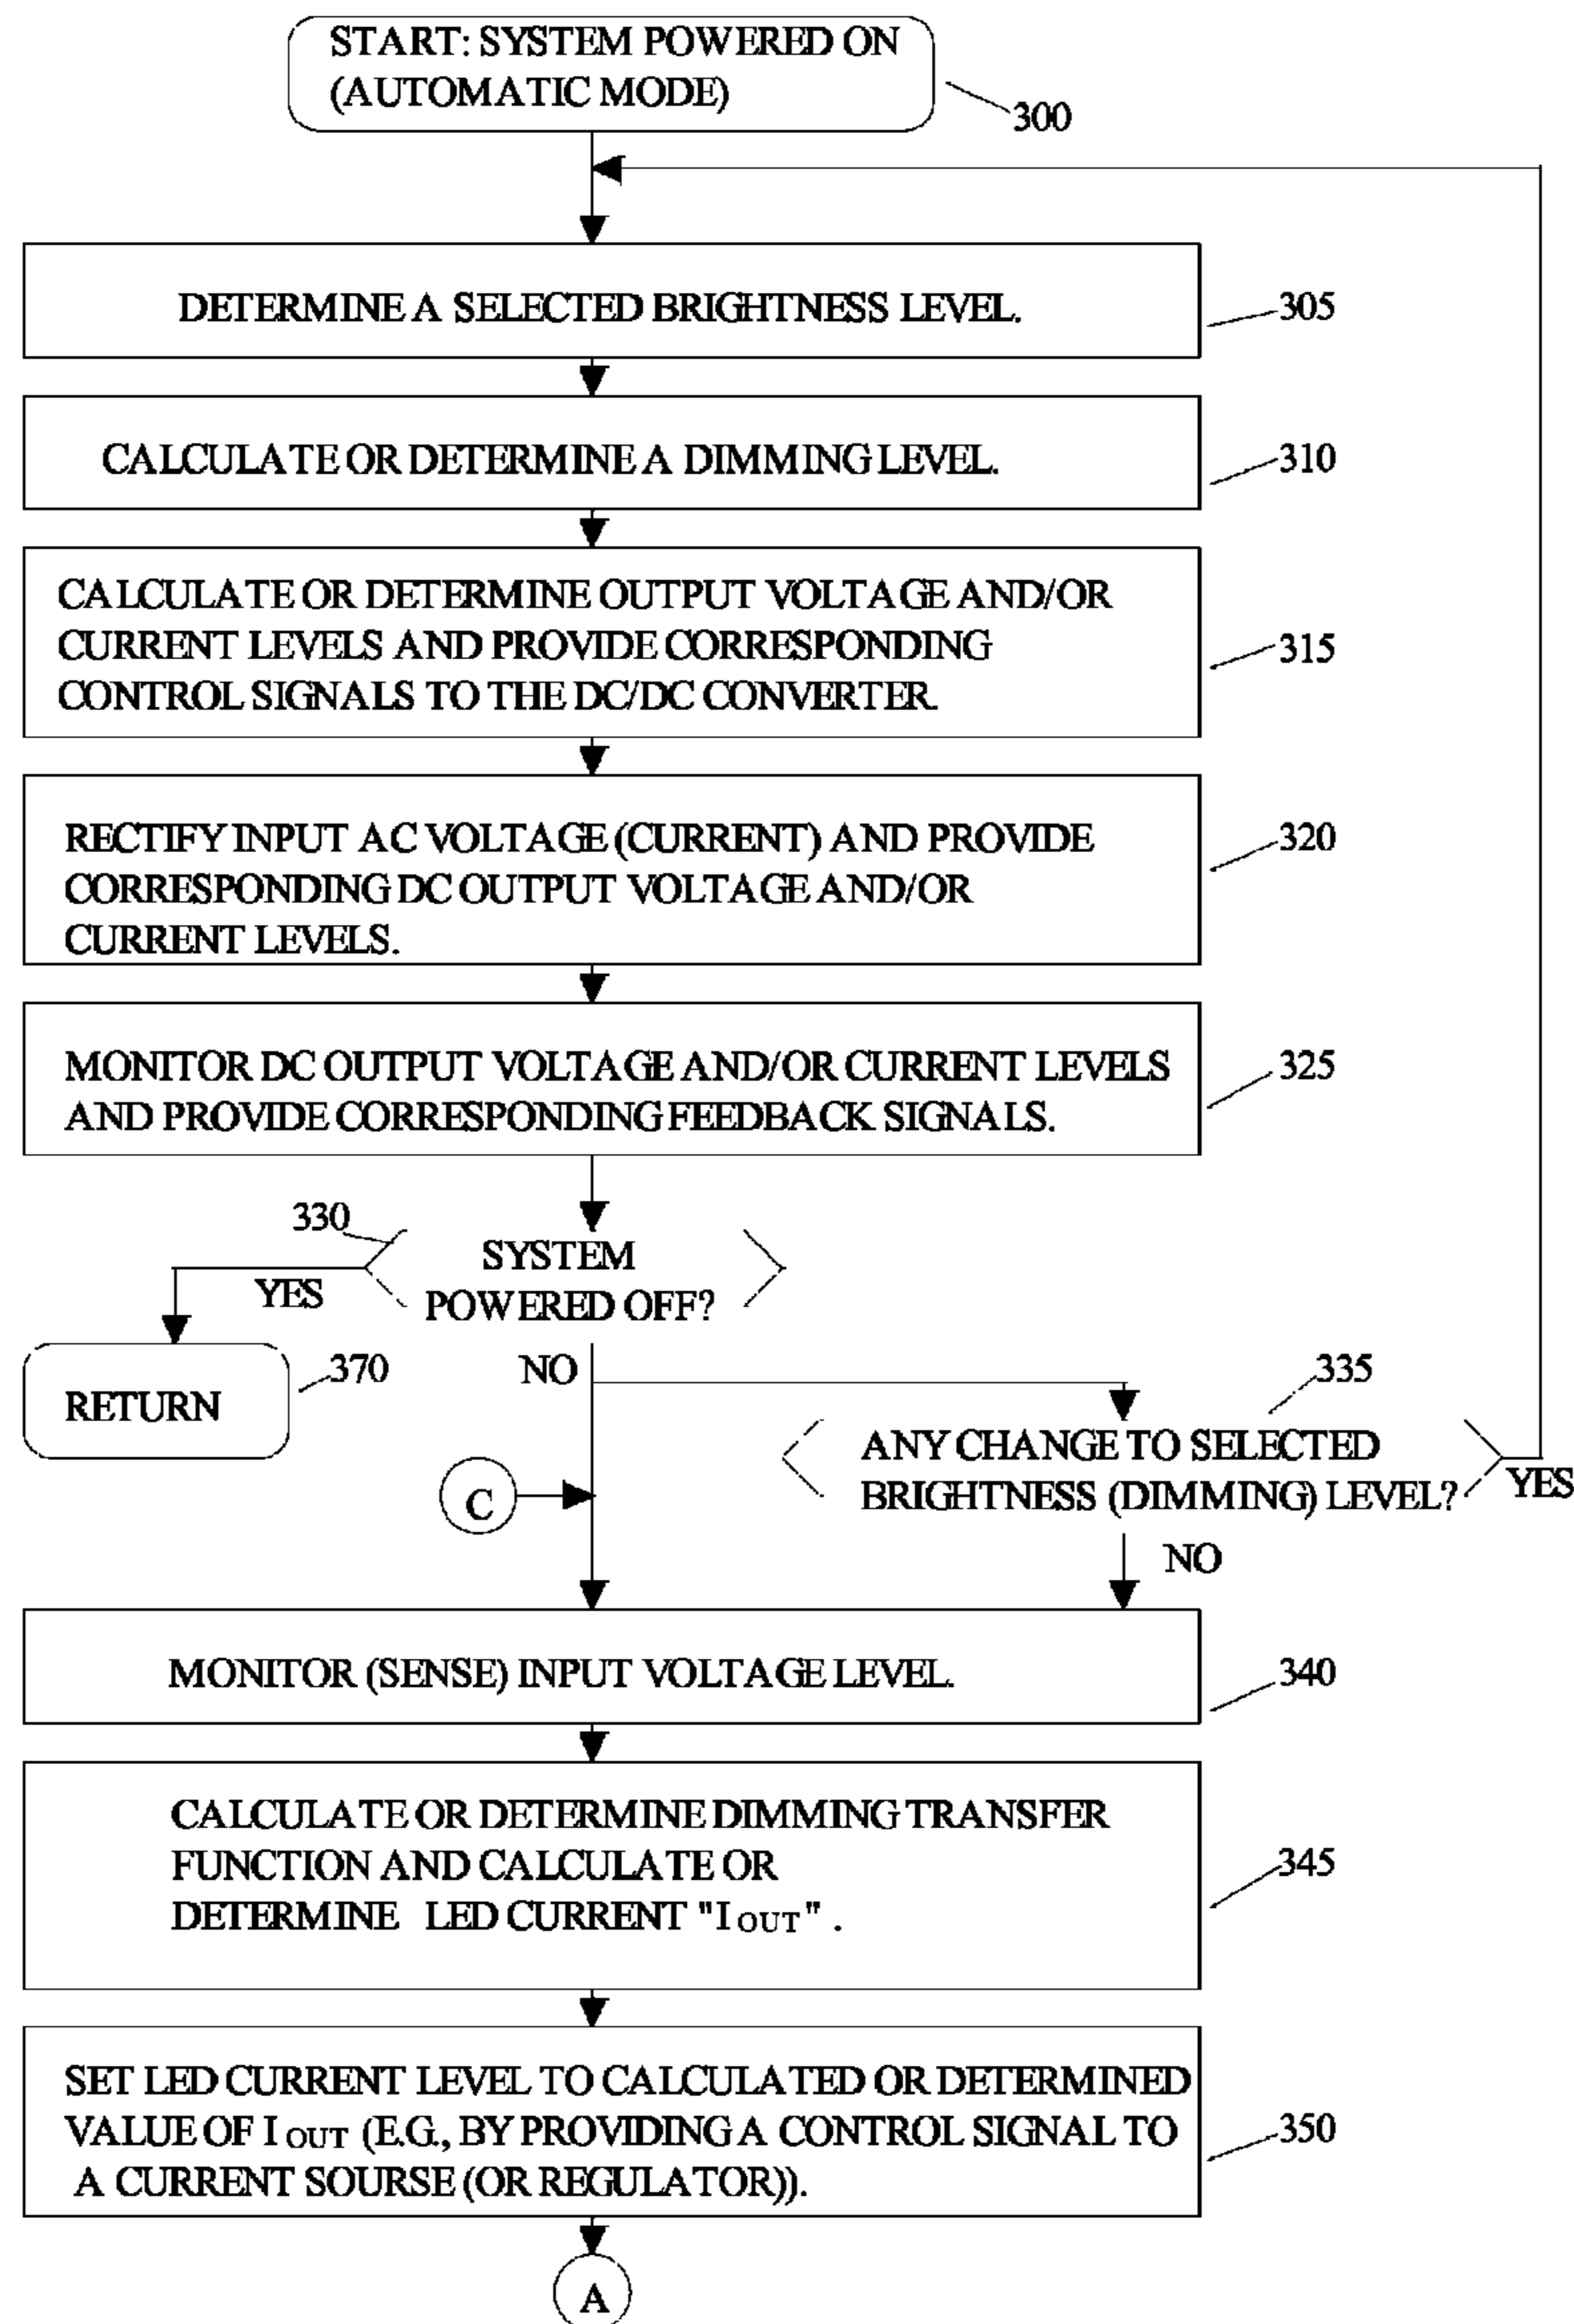 START: SYSTEM POWERED ON
(AUTOMATIC MODE)
300
DETERMINE A SELECTED BRIGHTNESS LEVEL.
305
CALCULATE OR DETERMINE A DIMMING LEVEL.
310
CALCULATE OR DETERMINE OUTPUT VOLTAGE AND/OR
CURRENT LEVELS AND PROVIDE CORRESPONDING
CONTROL SIGNALS TO THE DC/DC CONVERTER.
315
RECTIFY INPUT AC VOLTAGE (CURRENT) AND PROVIDE
CORRESPONDING DC OUTPUT VOLTAGE AND/OR
CURRENT LEVELS.
320
MONITOR DC OUTPUT VOLTAGE AND/OR CURRENT LEVELS
AND PROVIDE CORRESPONDING FEEDBACK SIGNALS.
325
330
SYSTEM
POWERED OFF?
YES
NO
RETURN
370
335
ANY CHANGE TO SELECTED
BRIGHTNESS (DIMMING) LEVEL?
YES
C
NO
MONITOR (SENSE) INPUT VOLTAGE LEVEL.
340
CALCULATE OR DETERMINE DIMMING TRANSFER
FUNCTION AND CALCULATE OR
DETERMINE LED CURRENT "I OUT" .
345
SET LED CURRENT LEVEL TO CALCULATED OR DETERMINED
VALUE OF I OUT (E.G., BY PROVIDING A CONTROL SIGNAL TO
A CURRENT SOURSE (OR REGULATOR)).
350
A